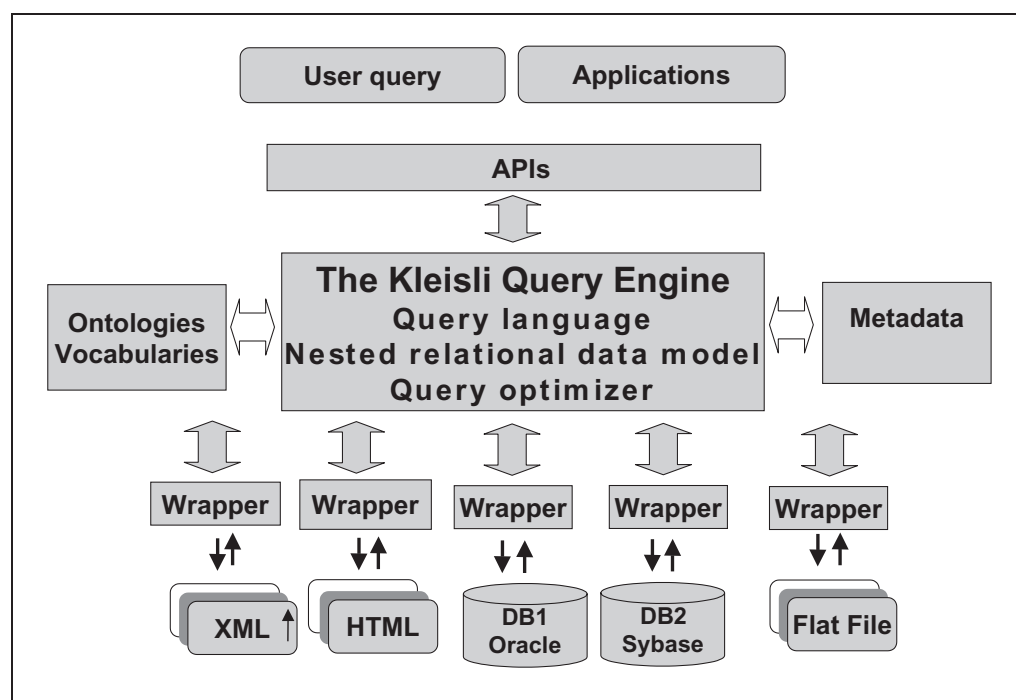 User query
Applications
APIs
The Kleisli Query Engine
Query language
Nested relational data model
Query optimizer
Ontologies
Vocabularies
Metadata
Wrapper
Wrapper
Wrapper
Wrapper
Wrapper
XML
HTML
DB1
Oracle
DB2
Sybase
Flat File